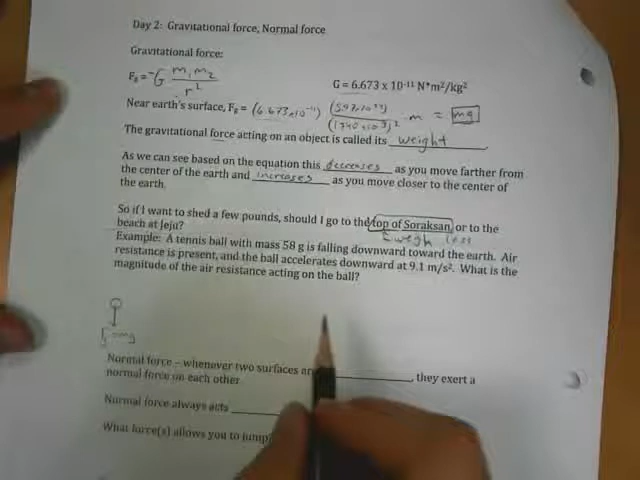 Day 2: Gravitational force, Normal force
Gravitational force:
Fg = -G m1m2 / r²
G = 6.673 x 10⁻¹¹ N*m²/kg²
Near earth's surface, Fg = (6.673x10⁻¹¹) m = mg
The gravitational force acting on an object is called its weight
As we can see based on the equation this decreases as you move farther from
the center of the earth and increases as you move closer to the center of
the earth.
So if I want to shed a few pounds, should I go to the top of Soraksan or to the
beach at Jeju?
weigh less
Example: A tennis ball with mass 58 g is falling downward toward the earth. Air
resistance is present, and the ball accelerates downward at 9.1 m/s². What is the
magnitude of the air resistance acting on the ball?
Normal force – whenever two surfaces they exert a
normal force on each other
Normal force always acts
What force(s) allows you to jump?